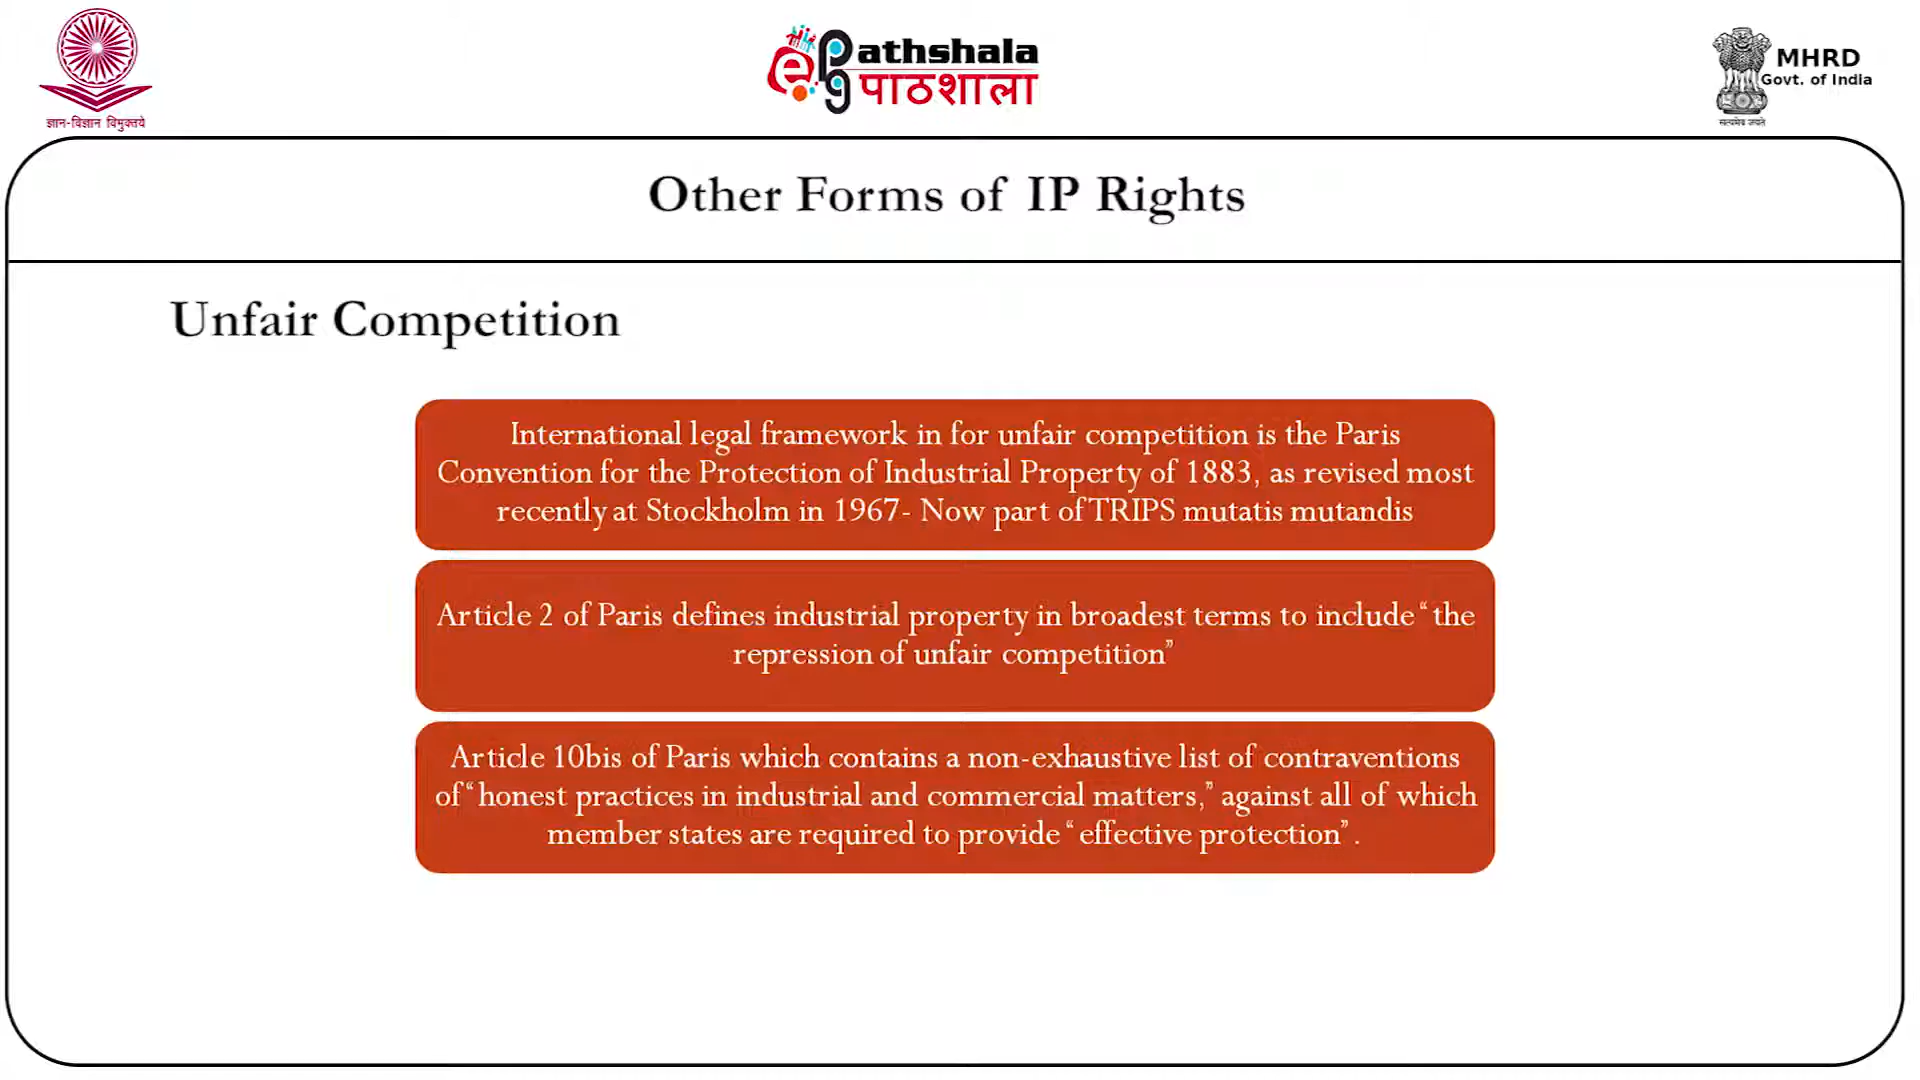 ज्ञान-विज्ञान विमुक्तये
ePathshala
पाठशाला
MHRD
Govt. of India
सत्यमेव जयते
Other Forms of IP Rights
Unfair Competition
International legal framework in for unfair competition is the Paris
Convention for the Protection of Industrial Property of 1883, as revised most
recently at Stockholm in 1967- Now part of TRIPS mutatis mutandis
Article 2 of Paris defines industrial property in broadest terms to include “the
repression of unfair competition”
Article 10bis of Paris which contains a non-exhaustive list of contraventions
of “honest practices in industrial and commercial matters,” against all of which
member states are required to provide “effective protection”.